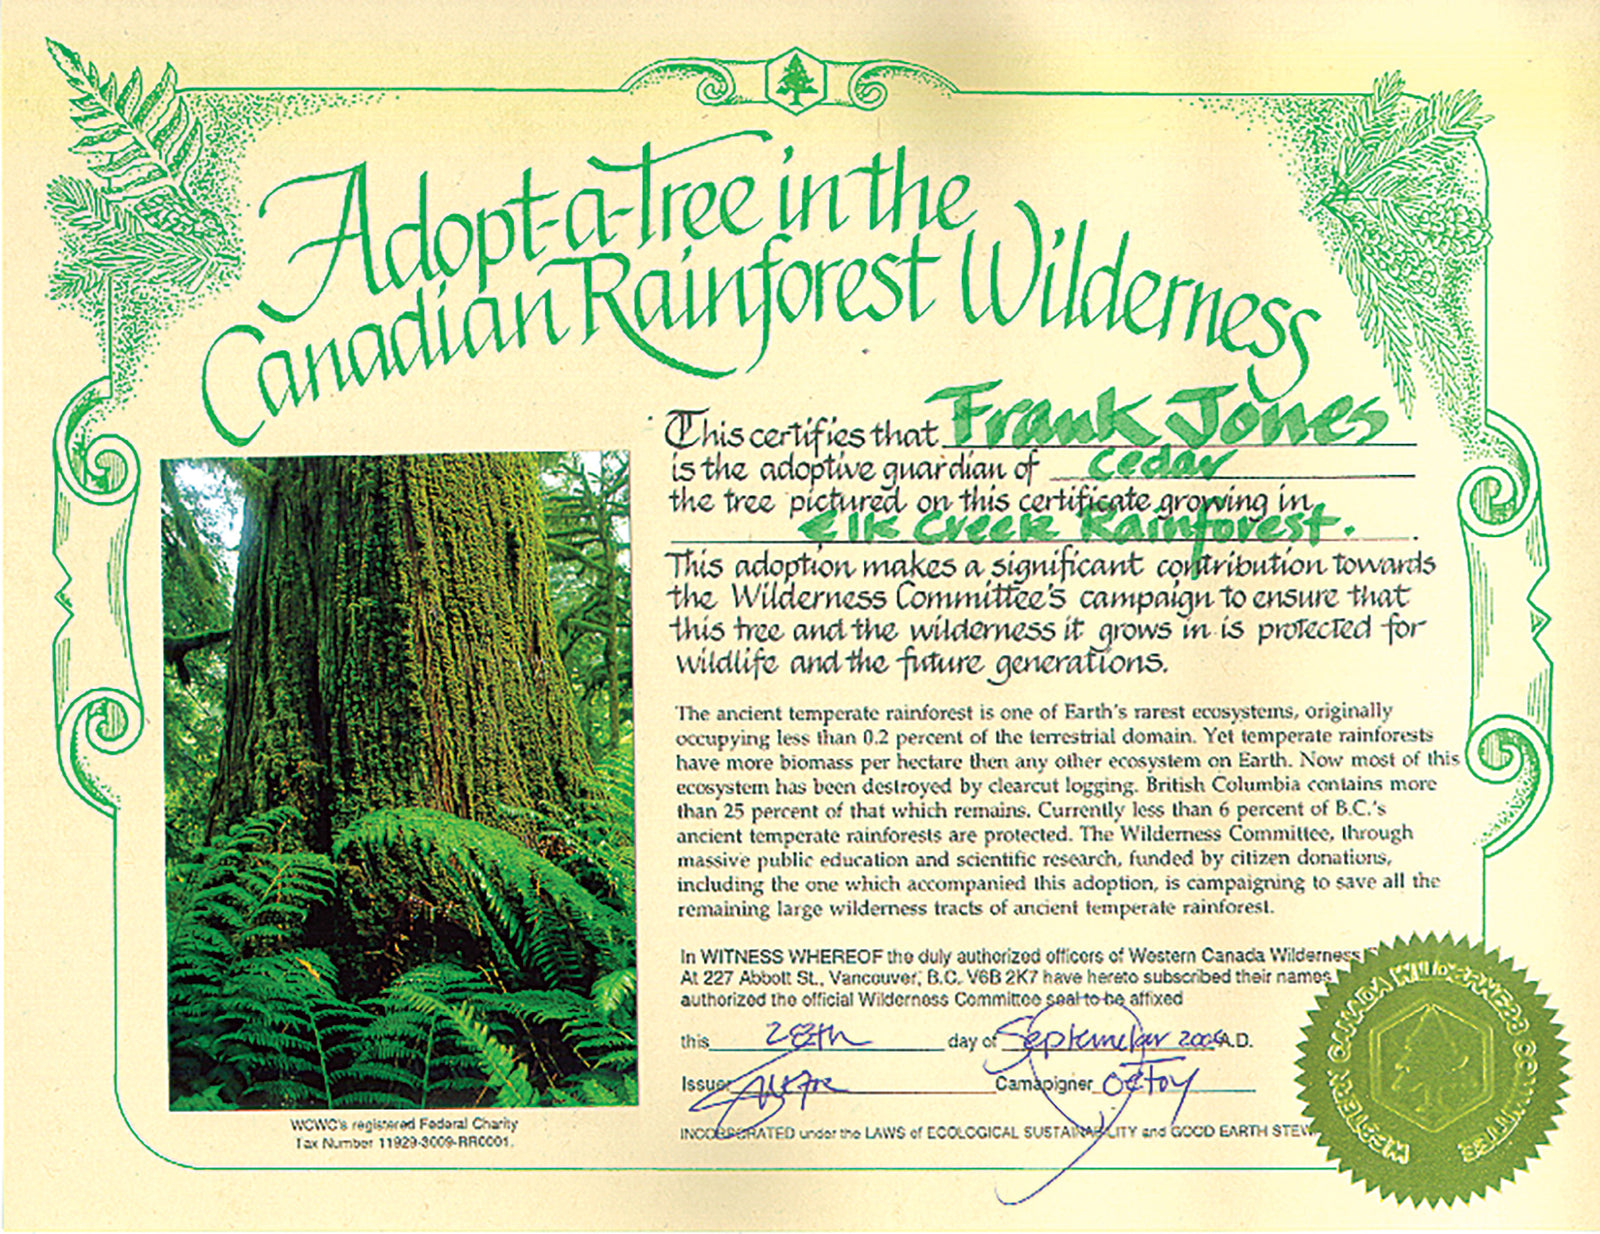 Adopt-a-Tree in the
Canadian Rainforest Wilderness
This certifies that Frank Jones
is the adoptive guardian of Cedar
the tree pictured on this certificate growing in
Elk Creek Rainforest.
This adoption makes a significant contribution towards
the Wilderness Committee's campaign to ensure that
this tree and the wilderness it grows in is protected for
wildlife and the future generations.
The ancient temperate rainforest is one of Earth's rarest ecosystems, originally
occupying less than 0.2 percent of the terrestrial domain. Yet temperate rainforests
have more biomass per hectare then any other ecosystem on Earth. Now most of this
ecosystem has been destroyed by clearcut logging. British Columbia contains more
than 25 percent of that which remains. Currently less than 6 percent of B.C.'s
ancient temperate rainforests are protected. The Wilderness Committee, through
massive public education and scientific research, funded by citizen donations,
including the one which accompanied this adoption, is campaigning to save all the
remaining large wilderness tracts of ancient temperate rainforest.
In WITNESS WHEREOF the duly authorized officers of Western Canada Wilderness
At 227 Abbott St., Vancouver, B.C. V6B 2K7 have hereto subscribed their names
authorized the official Wilderness Committee seal to be affixed
this 28th day of September A.D.
Issuer Camapigner
INCORPORATED under the LAWS of ECOLOGICAL SUSTAINABILITY and GOOD EARTH STEW
WCWC's registered Federal Charity
Tax Number 11929-3009-RR0001.
WESTERN CANADA WILDERNESS COMMITTEE